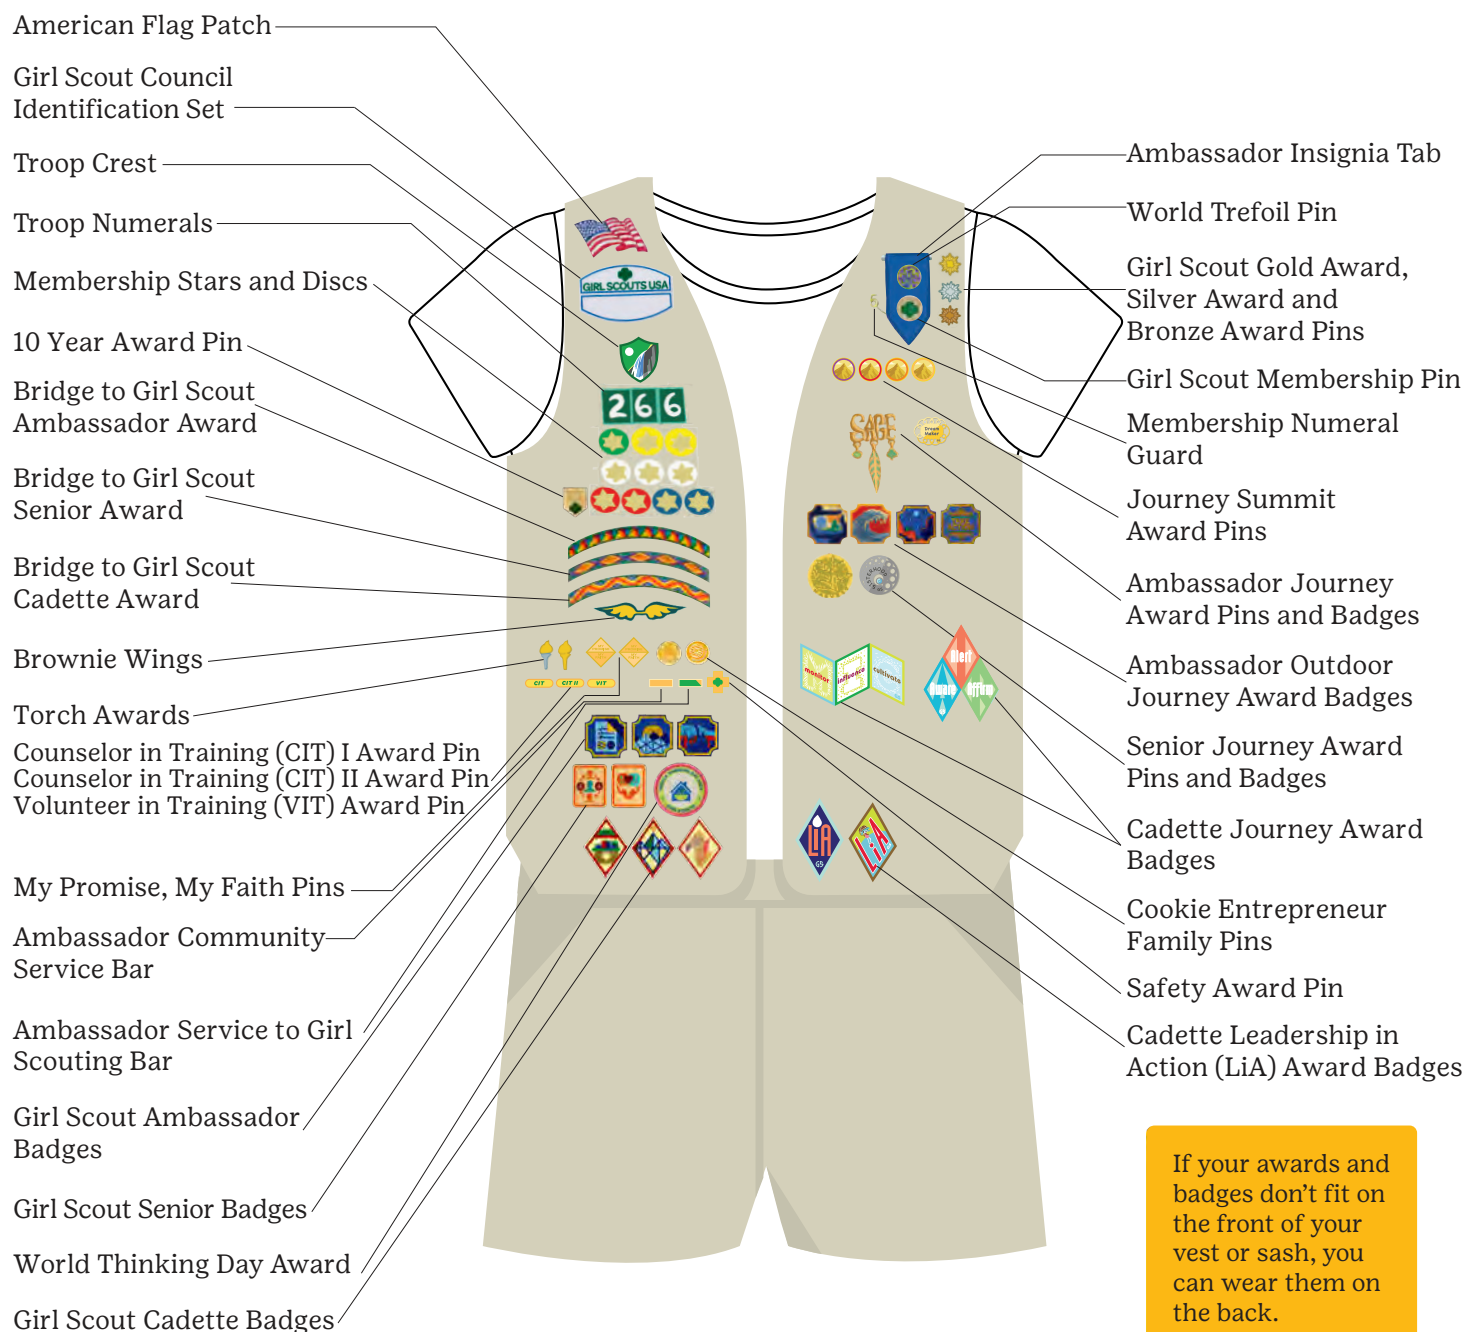 American Flag Patch
Girl Scout Council
Identification Set
Troop Crest
Troop Numerals
Membership Stars and Discs
10 Year Award Pin
Bridge to Girl Scout
Ambassador Award
Bridge to Girl Scout
Senior Award
Bridge to Girl Scout
Cadette Award
Brownie Wings
Torch Awards
Counselor in Training (CIT) I Award Pin
Counselor in Training (CIT) II Award Pin
Volunteer in Training (VIT) Award Pin
My Promise, My Faith Pins
Ambassador Community
Service Bar
Ambassador Service to Girl
Scouting Bar
Girl Scout Ambassador
Badges
Girl Scout Senior Badges
World Thinking Day Award
Girl Scout Cadette Badges
GIRL SCOUTS USA
266
CIT
CIT II
VIT
SAGE
Dream
Maker
monitor
influence
cultivate
Alert
Aware
Affirm
LiA
GS
LiA
Ambassador Insignia Tab
World Trefoil Pin
Girl Scout Gold Award,
Silver Award and
Bronze Award Pins
Girl Scout Membership Pin
Membership Numeral
Guard
Journey Summit
Award Pins
Ambassador Journey
Award Pins and Badges
Ambassador Outdoor
Journey Award Badges
Senior Journey Award
Pins and Badges
Cadette Journey Award
Badges
Cookie Entrepreneur
Family Pins
Safety Award Pin
Cadette Leadership in
Action (LiA) Award Badges
If your awards and
badges don’t fit on
the front of your
vest or sash, you
can wear them on
the back.